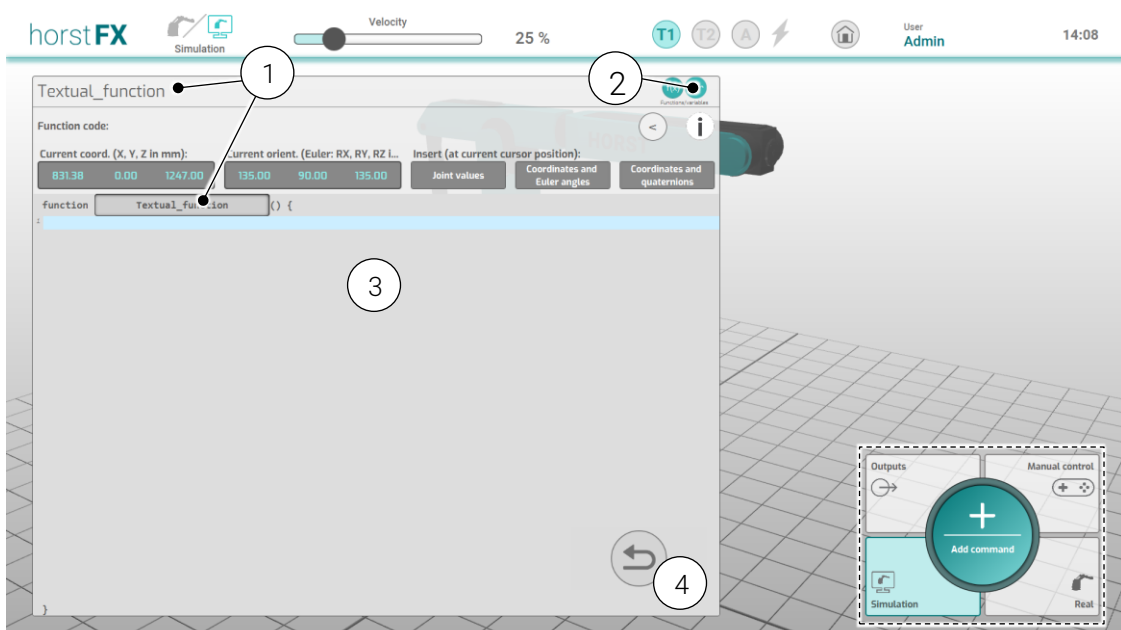 horstFX
Simulation
Velocity
25 %
T1
T2
A
User
Admin
14:08
1
2
Textual_function
Functions/variables
Function code:
< i
HORST
Current coord. (X, Y, Z in mm):
Current orient. (Euler: RX, RY, RZ i...
Insert (at current cursor position):
831.38 0.00 1247.00
135.00 90.00 135.00
Joint values
Coordinates and
Euler angles
Coordinates and
quaternions
function Textual_function () {
3
4
}
Outputs
Manual control
+
Add command
Simulation
Real